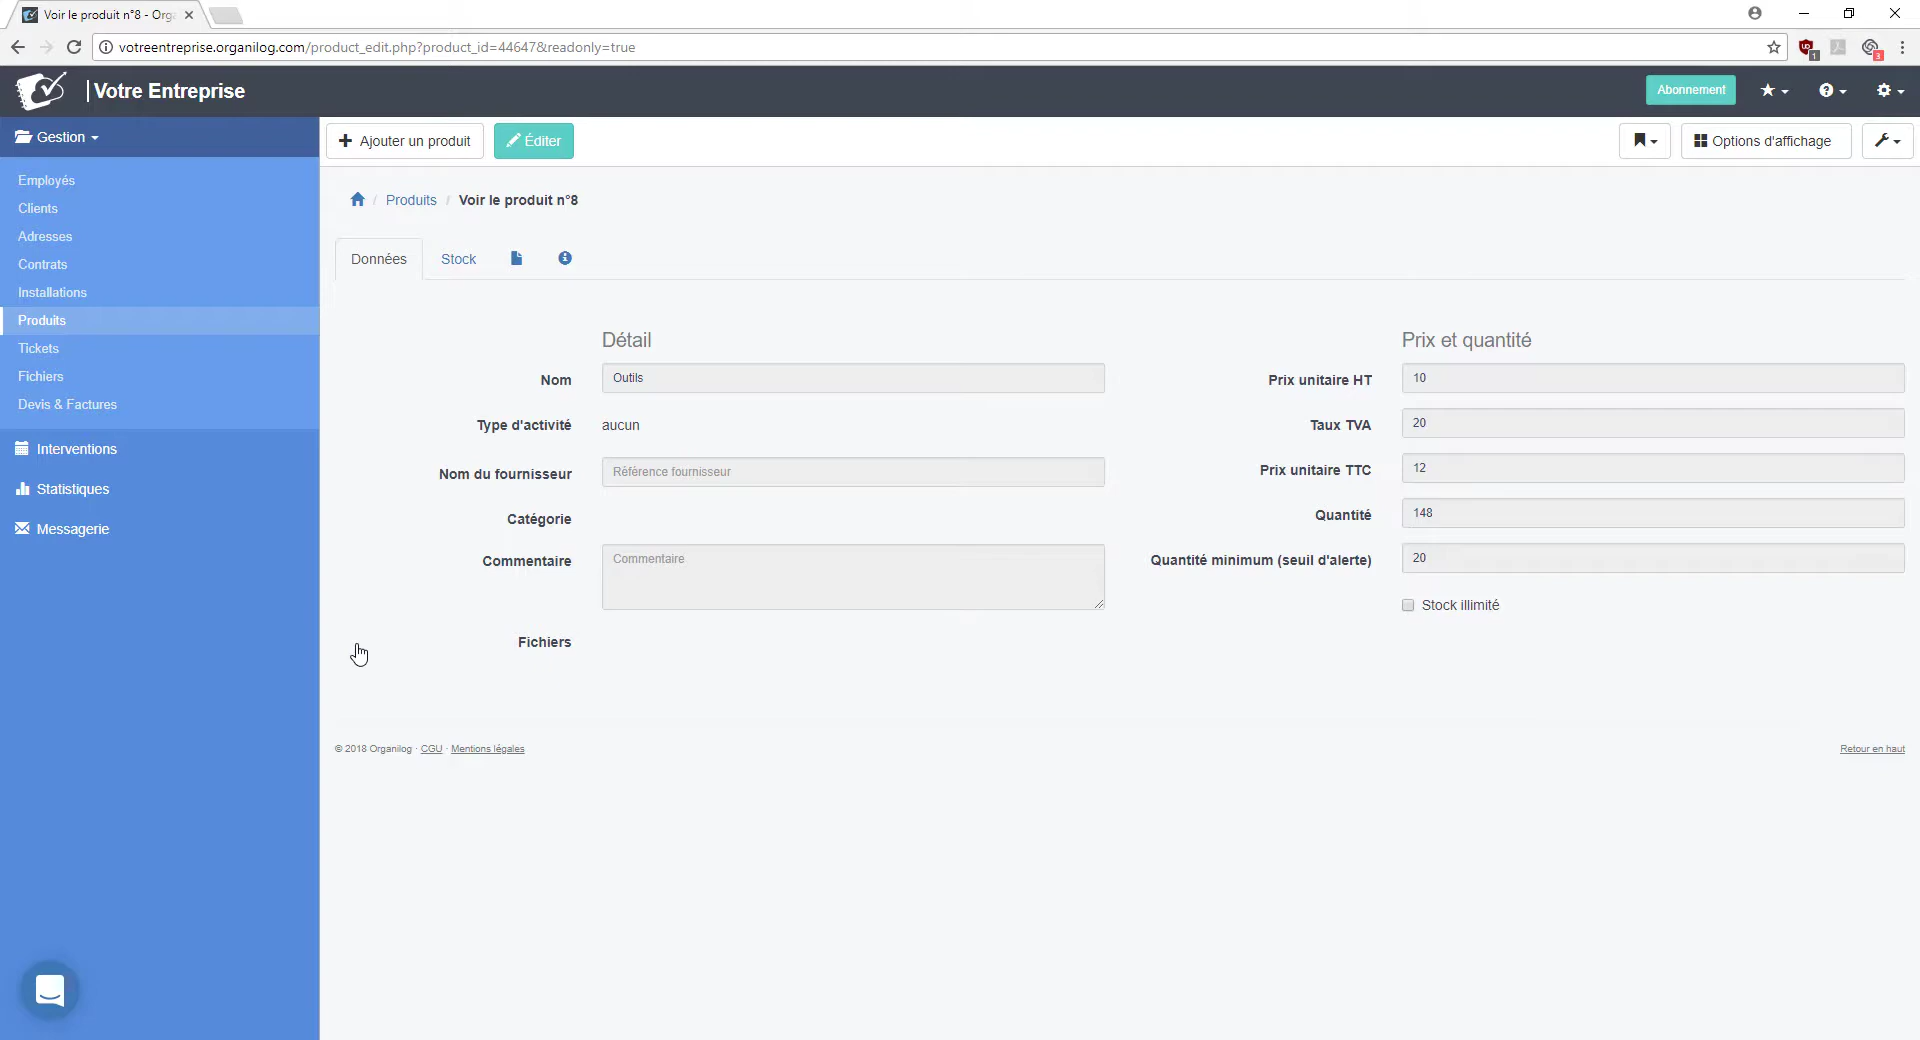 Voir le produit n°8 - Org
votreentreprise.organilog.com/product_edit.php?product_id=44647&readonly=true
1
3
|Votre Entreprise
Abonnement
Gestion
Employés
Clients
Adresses
Contrats
Installations
Produits
Tickets
Fichiers
Devis & Factures
Interventions
Statistiques
Messagerie
Ajouter un produit
Éditer
Options d'affichage
/ Produits / Voir le produit n°8
Données
Stock
Détail
Nom
Outils
Type d'activité
aucun
Nom du fournisseur
Référence fournisseur
Catégorie
Commentaire
Commentaire
Fichiers
Prix et quantité
Prix unitaire HT
10
Taux TVA
20
Prix unitaire TTC
12
Quantité
148
Quantité minimum (seuil d'alerte)
20
Stock illimité
© 2018 Organilog · CGU · Mentions légales
Retour en haut